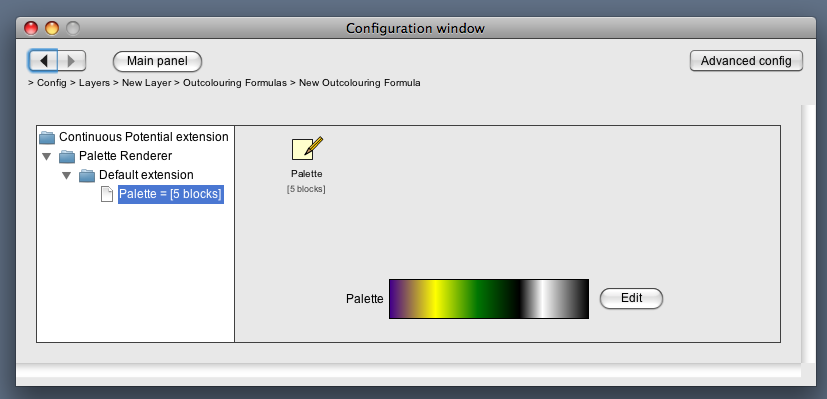 Configuration window
Main panel
Advanced config
> Config > Layers > New Layer > Outcolouring Formulas > New Outcolouring Formula
Continuous Potential extension
Palette Renderer
Default extension
Palette = [5 blocks]
Palette
[5 blocks]
Palette
Edit